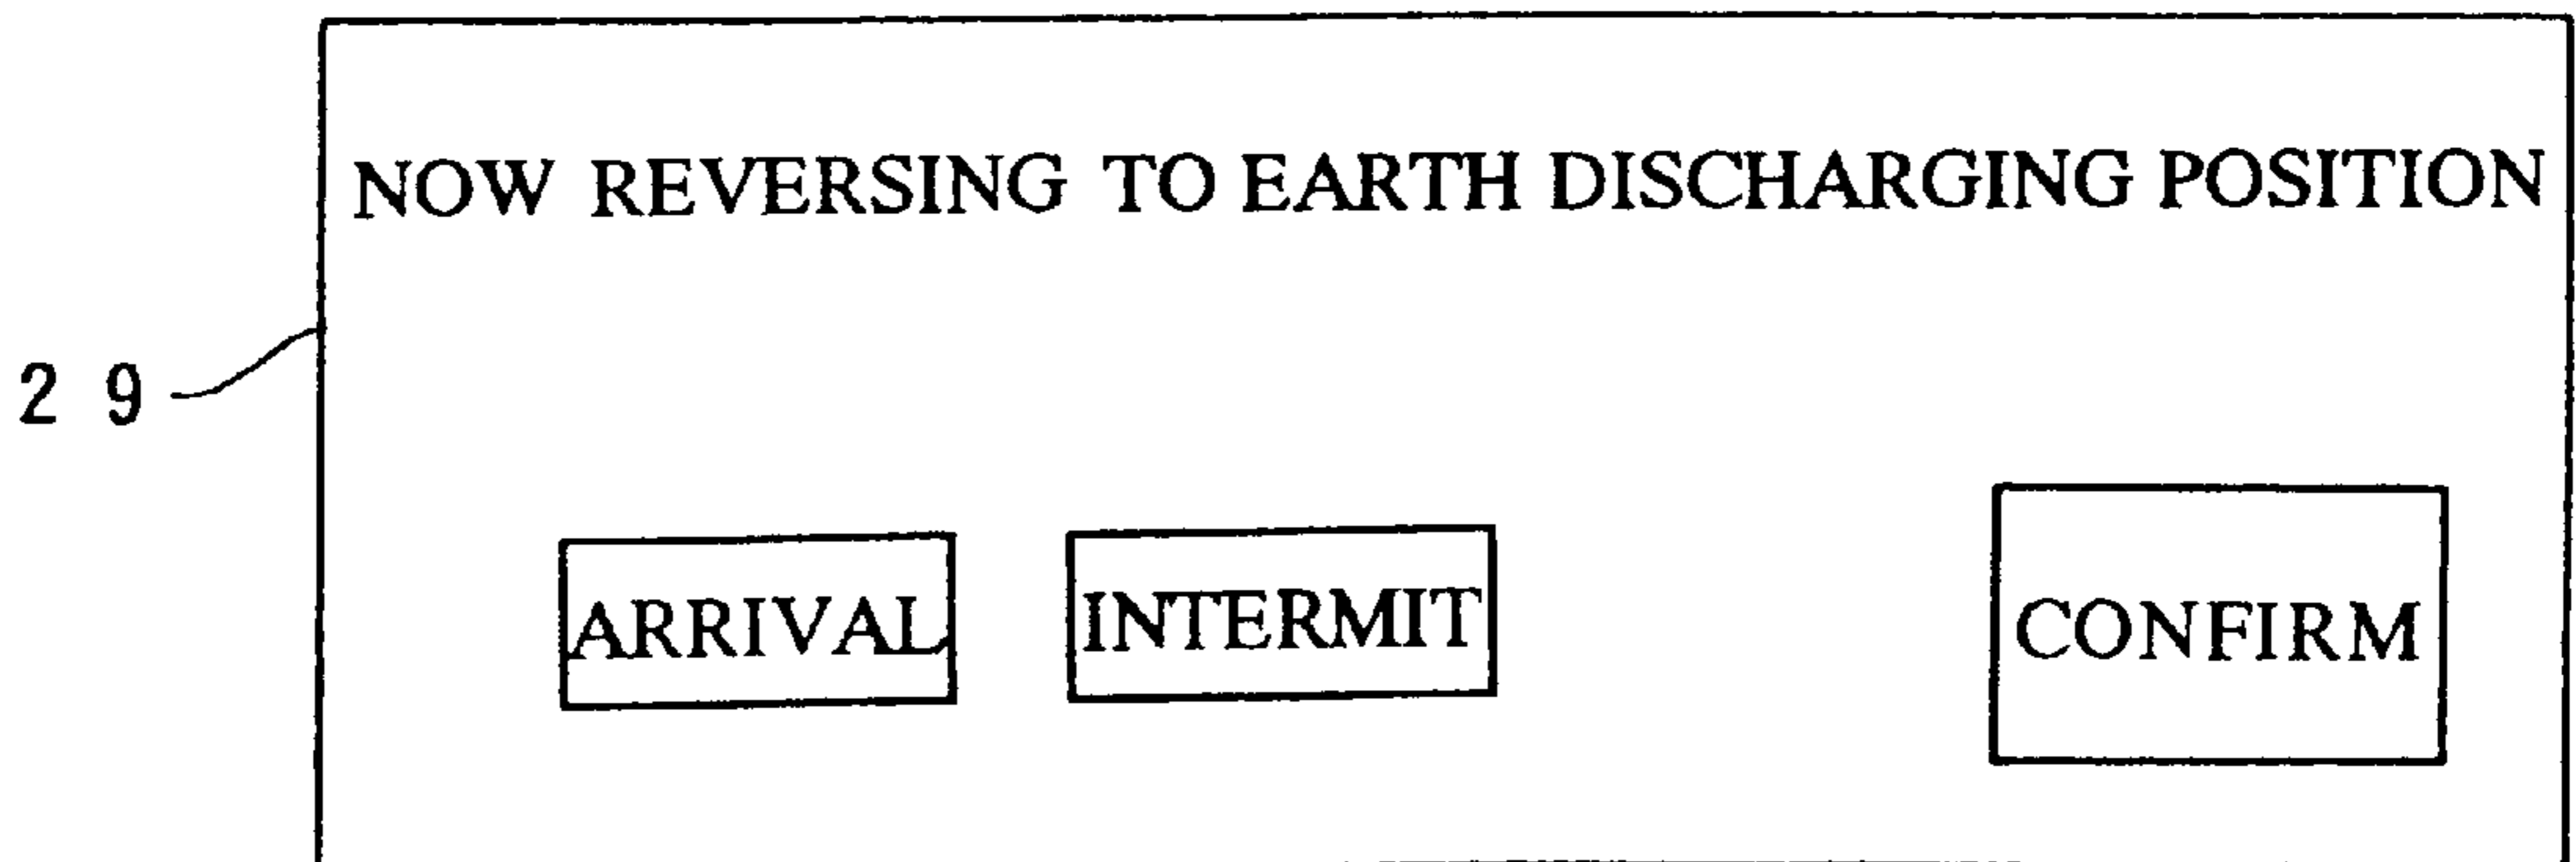 NOW REVERSING TO EARTH DISCHARGING POSITION
29
ARRIVAL INTERMIT CONFIRM